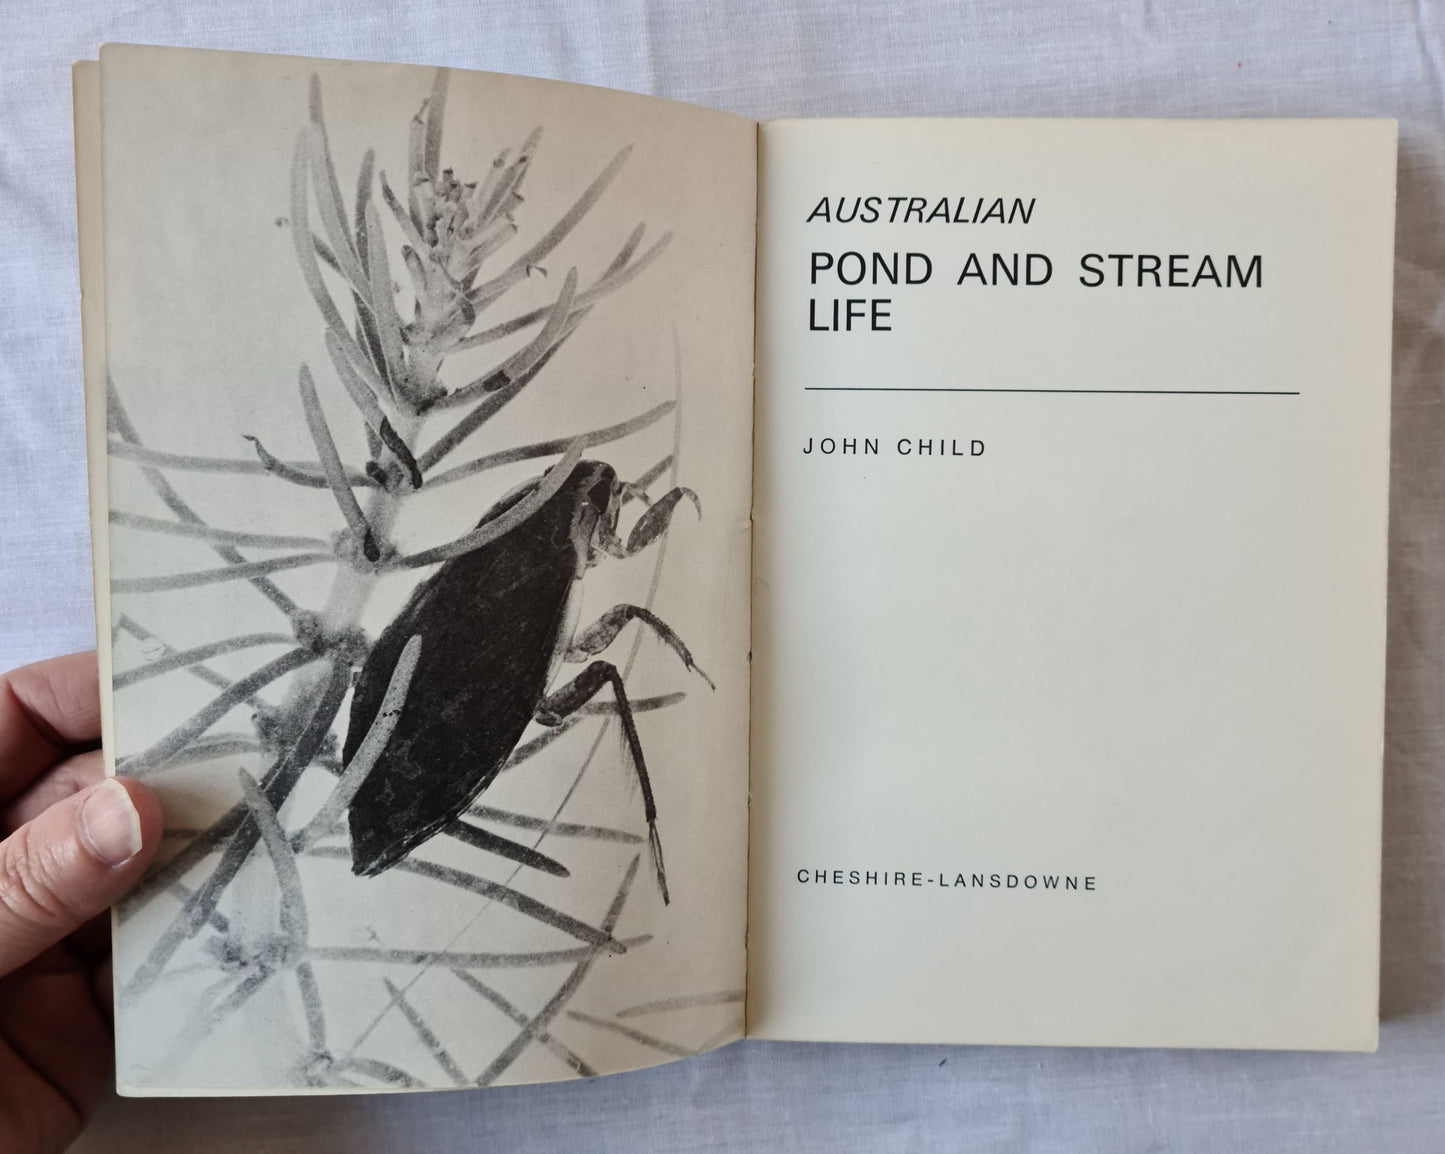 AUSTRALIAN
POND AND STREAM
LIFE
JOHN CHILD
CHESHIRE-LANSDOWNE